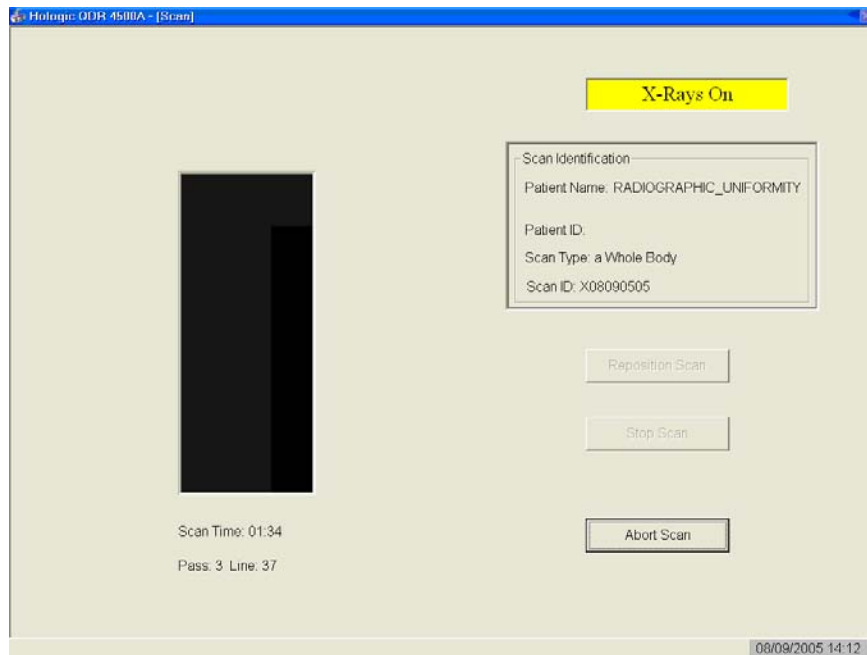 Hologic QDR 4500A - [Scan]
X-Rays On
Scan Identification
Patient Name: RADIOGRAPHIC_UNIFORMITY
Patient ID:
Scan Type: a Whole Body
Scan ID: X08090505
Reposition Scan
Stop Scan
Scan Time: 01:34
Abort Scan
Pass: 3 Line: 37
08/09/2005 14:12